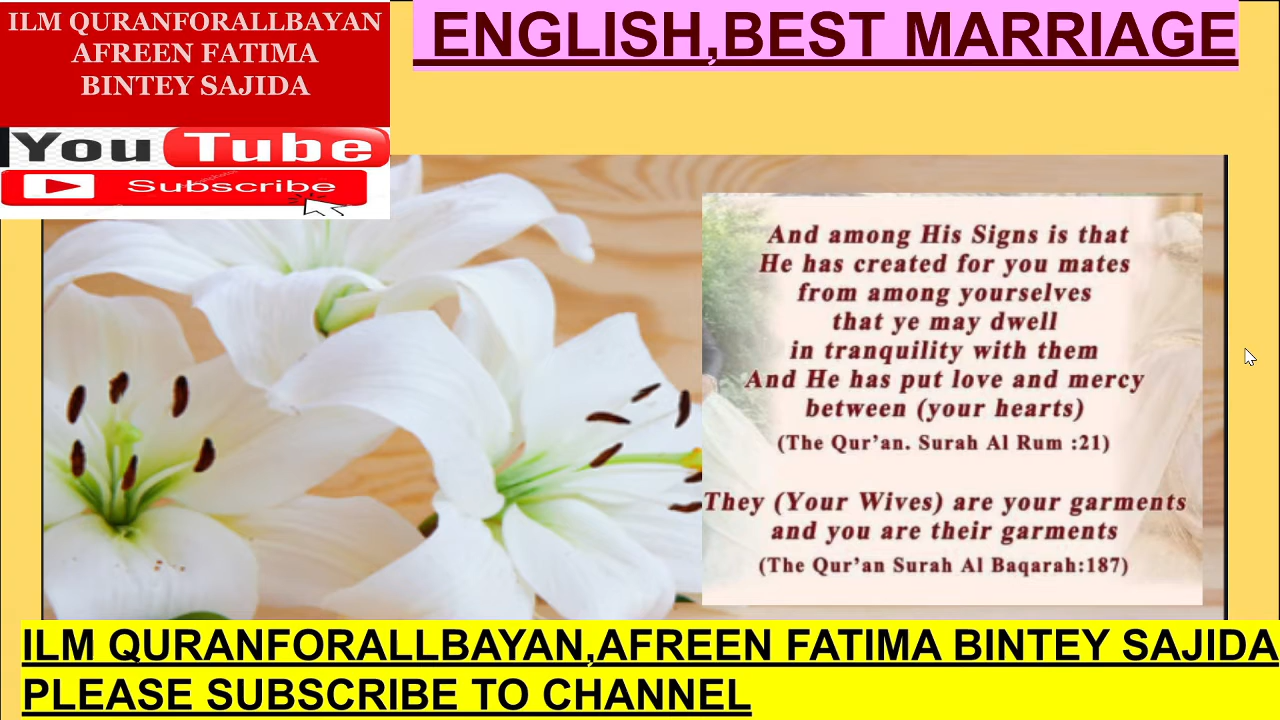 ILM QURANFORALLBAYAN
AFREEN FATIMA
BINTEY SAJIDA
YouTube
Subscribe
ENGLISH,BEST MARRIAGE
And among His Signs is that
He has created for you mates
from among yourselves
that ye may dwell
in tranquility with them
And He has put love and mercy
between (your hearts)
(The Qur'an. Surah Al Rum :21)
They (Your Wives) are your garments
and you are their garments
(The Qur'an Surah Al Baqarah:187)
ILM QURANFORALLBAYAN,AFREEN FATIMA BINTEY SAJIDA
PLEASE SUBSCRIBE TO CHANNEL